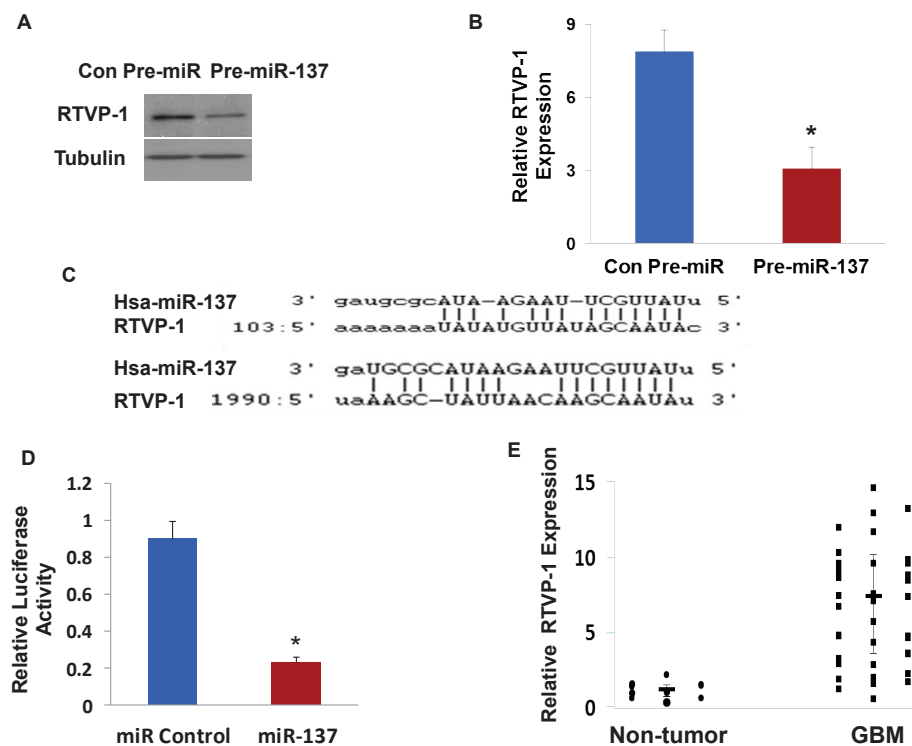 A
Con Pre-miR Pre-miR-137
RTVP-1
Tubulin
B
Relative RTVP-1
Expression
9
6
3
0
*
Con Pre-miR Pre-miR-137
C
Hsa-miR-137 3' gaugcgcAUA-AGAAU-UCGUUAUu 5'
RTVP-1 103:5' aaaaaaaUAUAUGUUAUAGCAAUAc 3'
Hsa-miR-137 3' gaUGCGCAUAAGAAUUCGUUAUu 5'
RTVP-1 1990:5' uaAAGC-UAUUAACAAGCAAUAu 3'
D
Relative Luciferase
Activity
1.2
1
0.8
0.6
0.4
0.2
0
*
miR Control miR-137
E
Relative RTVP-1 Expression
15
10
5
0
Non-tumor GBM